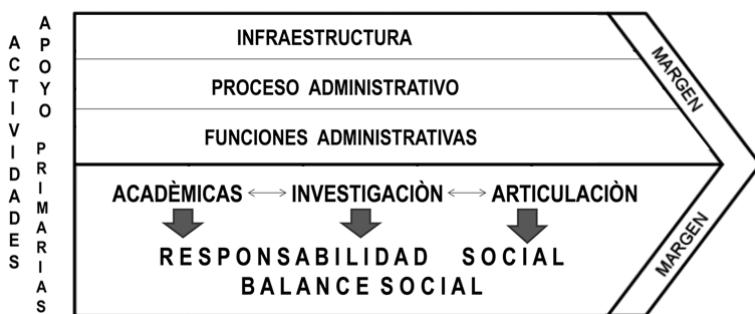 ACTIVIDADES
APOYO PRIMARIAS
INFRAESTRUCTURA
PROCESO ADMINISTRATIVO
FUNCIONES ADMINISTRATIVAS
MARGEN
ACADÈMICAS INVESTIGACIÒN ARTICULACIÒN
RESPONSABILIDAD SOCIAL
BALANCE SOCIAL
MARGEN